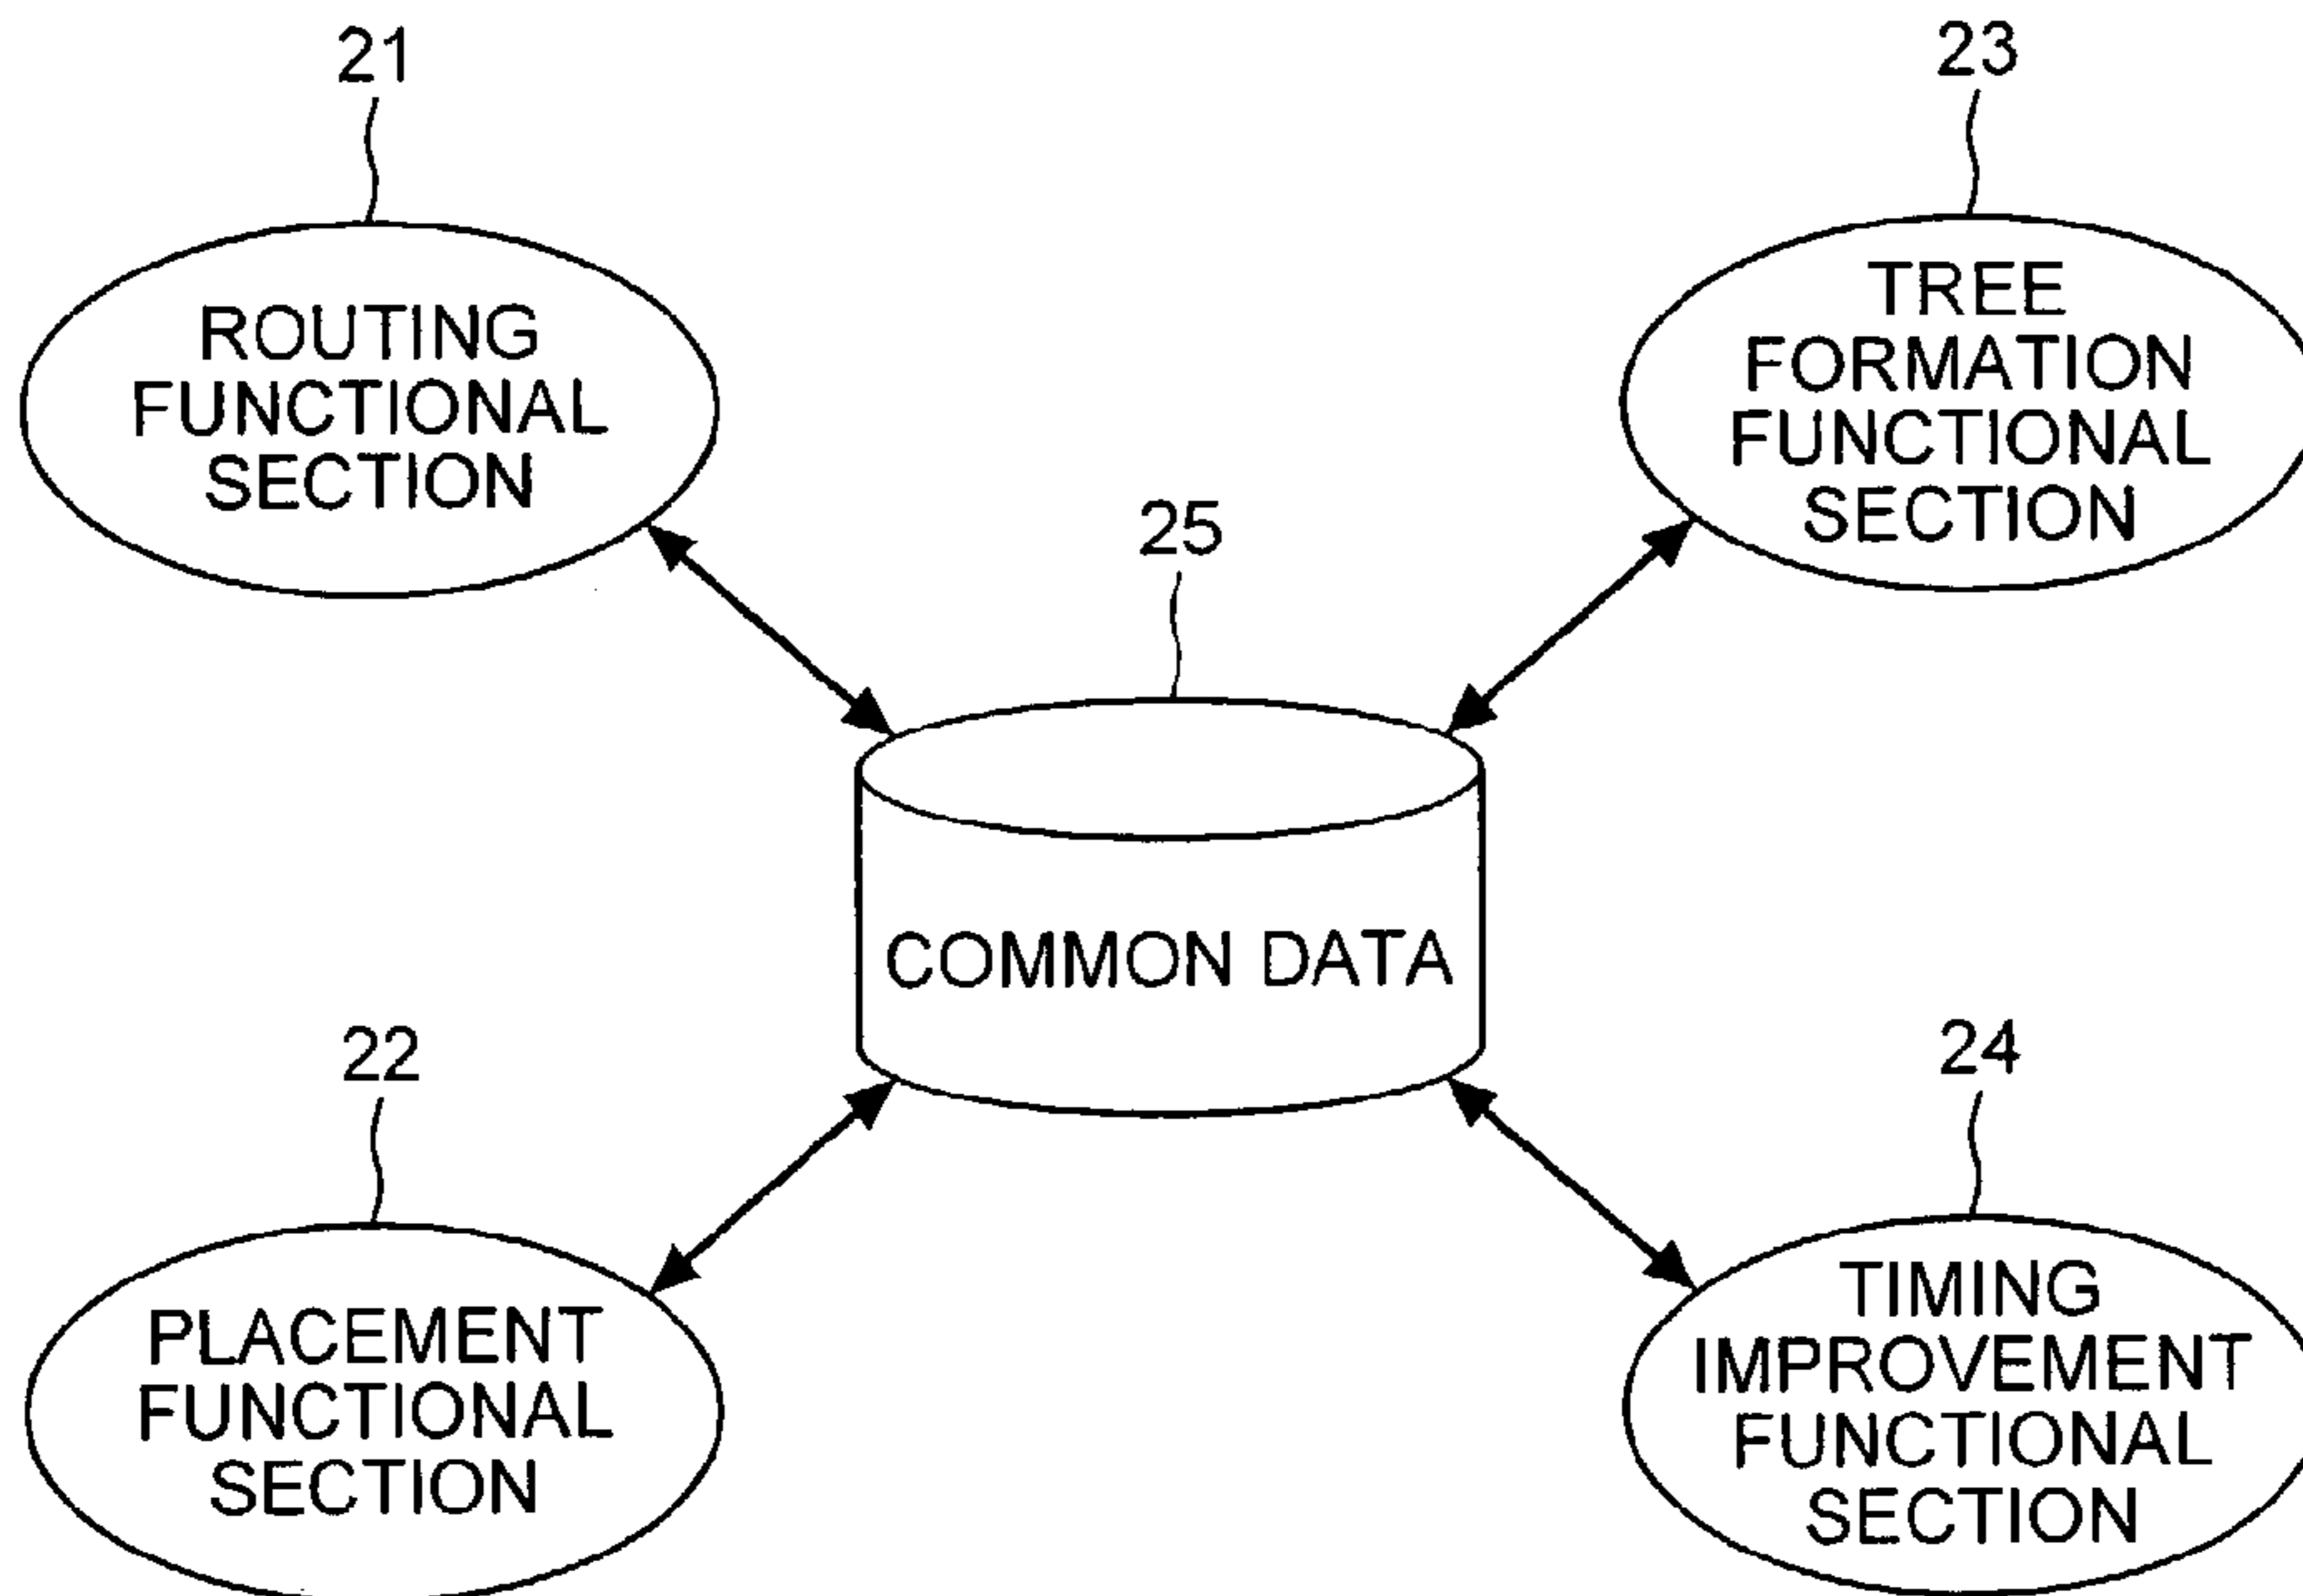 21
ROUTING
FUNCTIONAL
SECTION
23
TREE
FORMATION
FUNCTIONAL
SECTION
25
COMMON DATA
22
PLACEMENT
FUNCTIONAL
SECTION
24
TIMING
IMPROVEMENT
FUNCTIONAL
SECTION